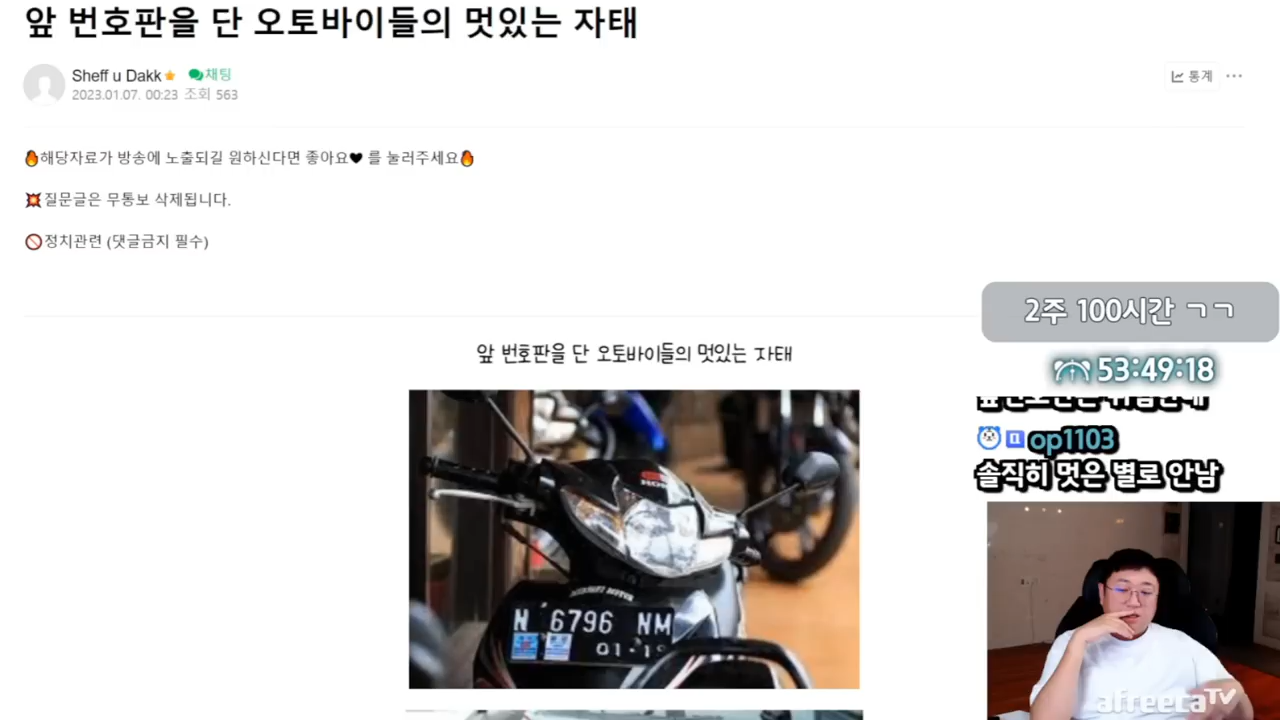 앞 번호판을 단 오토바이들의 멋있는 자태
Sheff u Dakk 채팅
2023.01.07. 00:23 조회 563
통계
해당자료가 방송에 노출되길 원하신다면 좋아요🖤 를 눌러주세요
질문글은 무통보 삭제됩니다.
정치관련 (댓글금지 필수)
2주 100시간 ㄱㄱ
53:49:18
앞 번호판을 단 오토바이들의 멋있는 자태
op1103
솔직히 멋은 별로 안남
N 6796 NM
afreecaTV